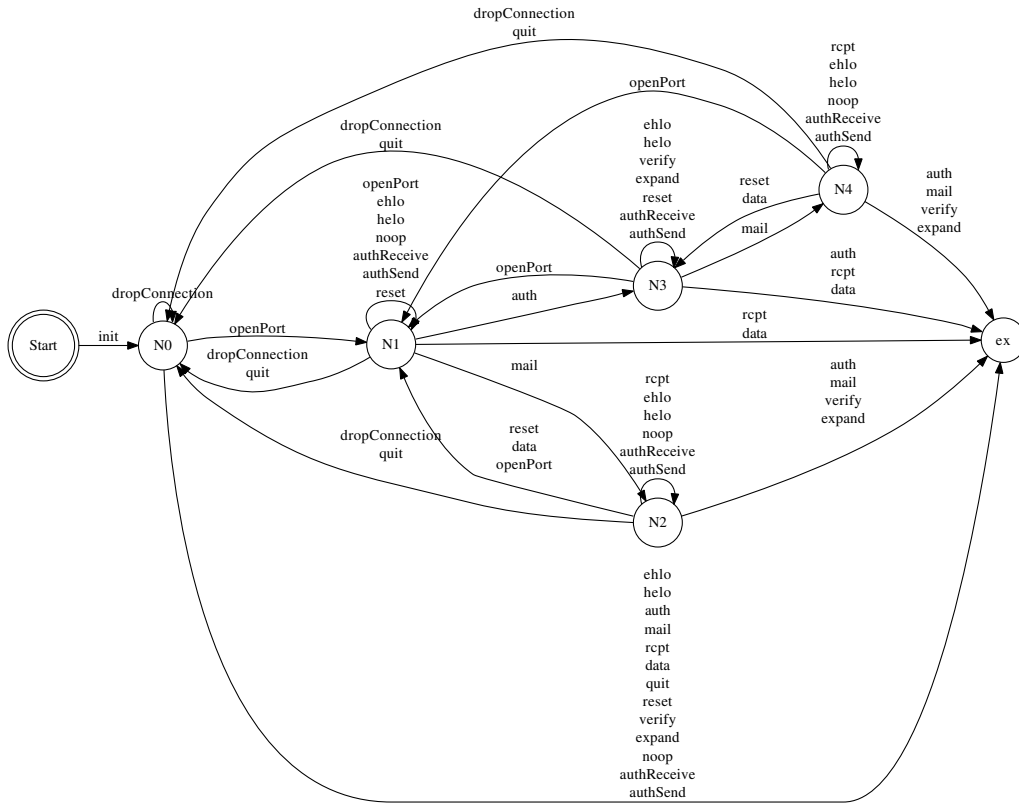 dropConnection
quit
rcpt
ehlo
helo
noop
authReceive
authSend
openPort
dropConnection
quit
ehlo
helo
verify
expand
reset
authReceive
authSend
openPort
ehlo
helo
noop
authReceive
authSend
reset
reset
data
mail
N4
auth
mail
verify
expand
openPort
auth
N3
auth
rcpt
data
dropConnection
Start
init
N0
openPort
N1
rcpt
data
ex
dropConnection
quit
mail
rcpt
ehlo
helo
noop
authReceive
authSend
auth
mail
verify
expand
dropConnection
quit
reset
data
openPort
N2
ehlo
helo
auth
mail
rcpt
data
quit
reset
verify
expand
noop
authReceive
authSend